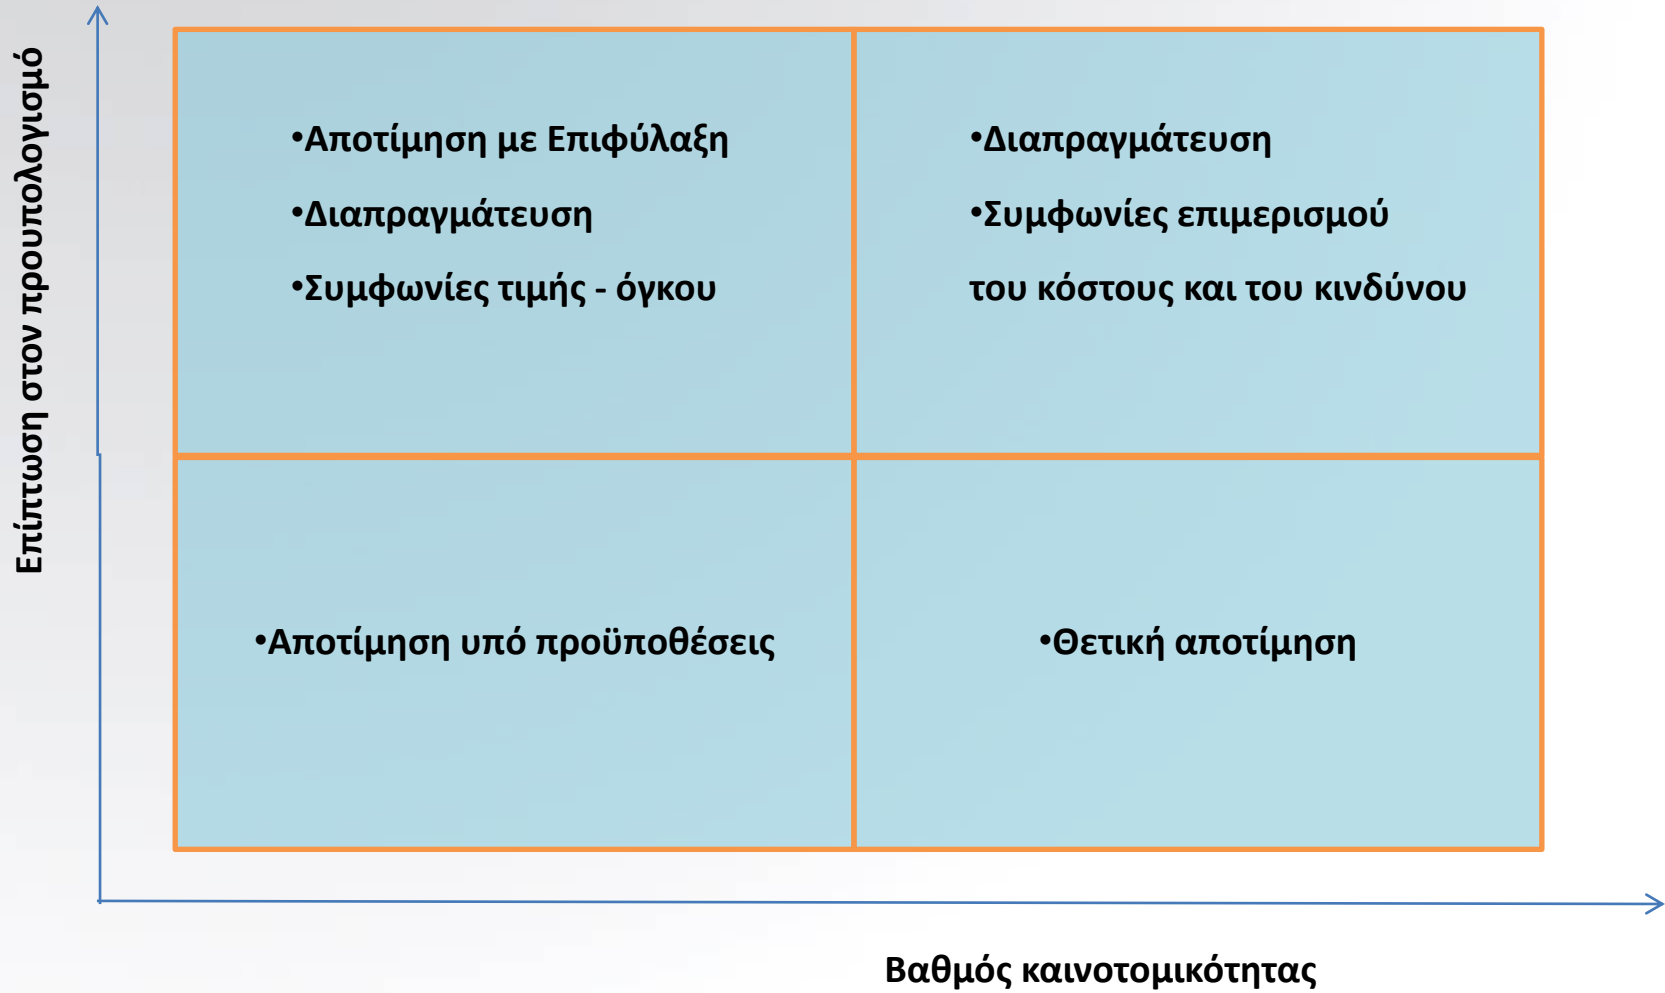 Επίπτωση στον προϋπολογισμό
•Αποτίμηση με Επιφύλαξη
•Διαπραγμάτευση
•Συμφωνίες τιμής - όγκου
•Διαπραγμάτευση
•Συμφωνίες επιμερισμού
του κόστους και του κινδύνου
•Αποτίμηση υπό προϋποθέσεις
•Θετική αποτίμηση
Βαθμός καινοτομικότητας